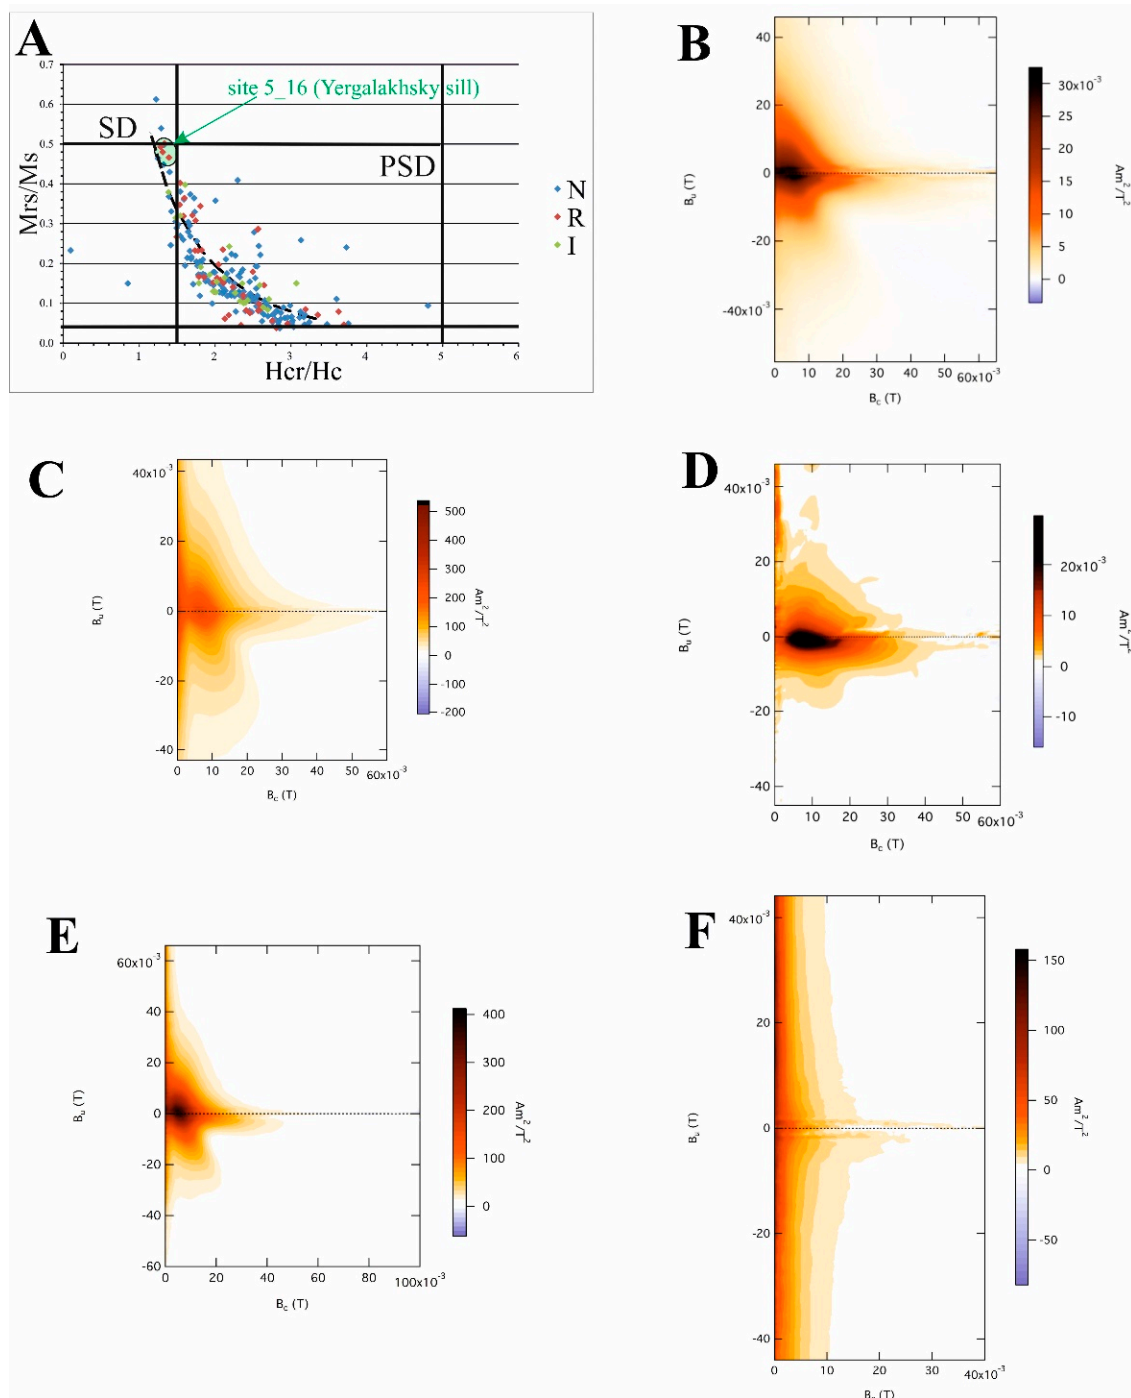 A
0.7
0.6
0.5
0.4
0.3
0.2
0.1
0.0
Mrs/Ms
SD
site 5_16 (Yergalakhsky sill)
PSD
N
R
I
0 1 2 3 4 5 6
Hcr/Hc
B
40
20
0
-20
-40x10⁻³
Bu (T)
0 10 20 30 40 50 60x10⁻³
Bc (T)
30x10⁻³
25
20
15
10
5
0
Am²/T²
C
40x10⁻³
20
0
-20
-40
Bu (T)
0 10 20 30 40 50 60x10⁻³
Bc (T)
500
400
300
200
100
0
-100
-200
Am²/T²
D
40x10⁻³
20
0
-20
-40
Bu (T)
0 10 20 30 40 50 60x10⁻³
Bc (T)
20x10⁻³
10
0
-10
E
60x10⁻³
40
20
0
-20
-40
-60
Bu (T)
0 20 40 60 80 100x10⁻³
Bc (T)
400
300
200
100
0
Am²/T²
F
40x10⁻³
20
0
-20
-40
0 10 20 30 40x10⁻³
150
100
50
0
-50
Am²/T²